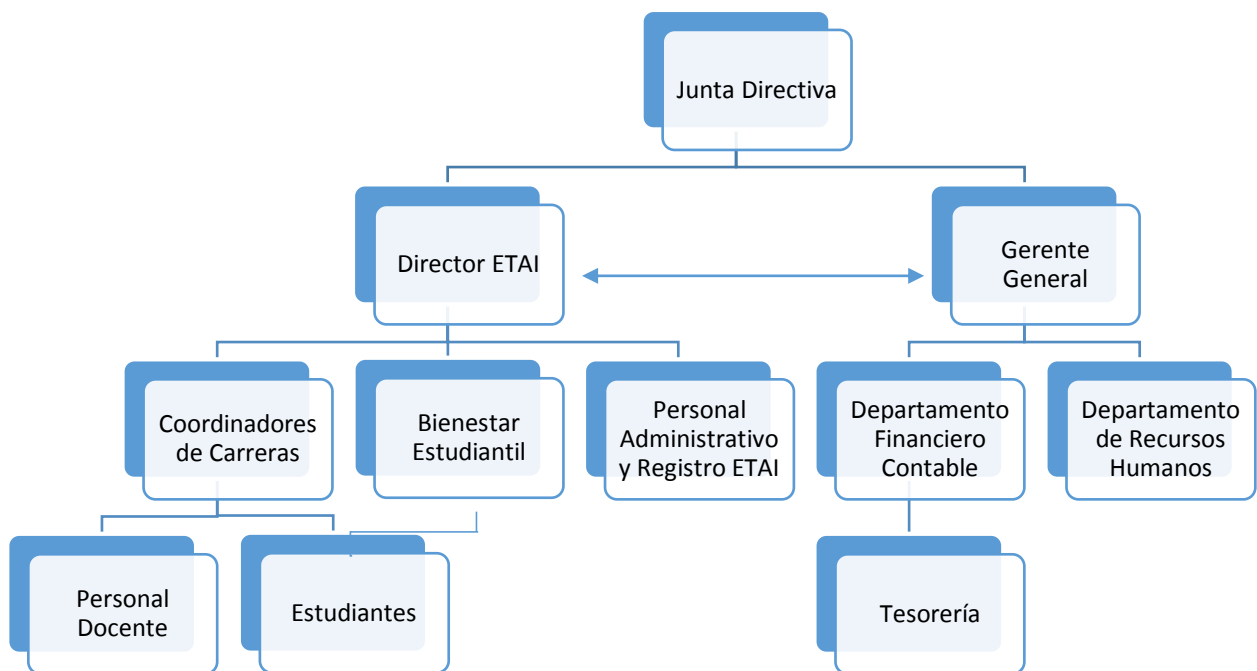 Junta Directiva
Director ETAI
Gerente
General
Coordinadores
de Carreras
Bienestar
Estudiantil
Personal
Administrativo
y Registro ETAI
Departamento
Financiero
Contable
Departamento
de Recursos
Humanos
Personal
Docente
Estudiantes
Tesorería